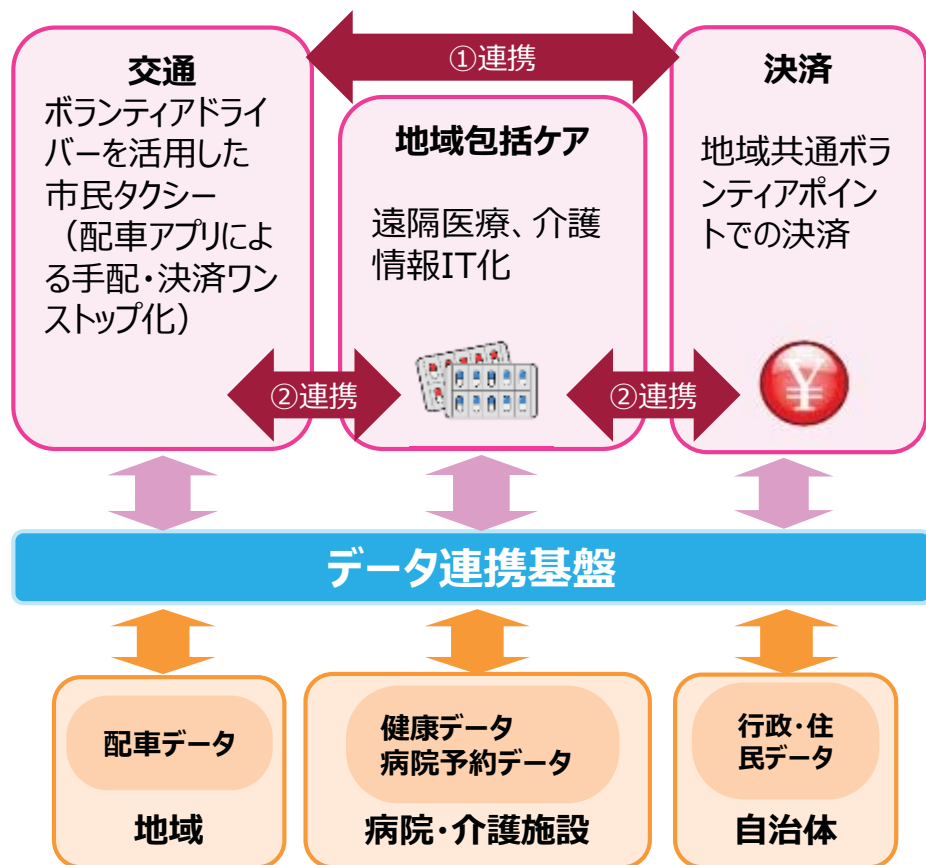 ①連携
交通
ボランティアドライ
バーを活用した
市民タクシー
（配車アプリによ
る手配・決済ワン
ストップ化）
地域包括ケア
遠隔医療、介護
情報IT化
決済
地域共通ボラ
ンティアポイン
トでの決済
②連携
②連携
¥
データ連携基盤
配車データ
地域
健康データ
病院予約データ
病院・介護施設
行政・住
民データ
自治体